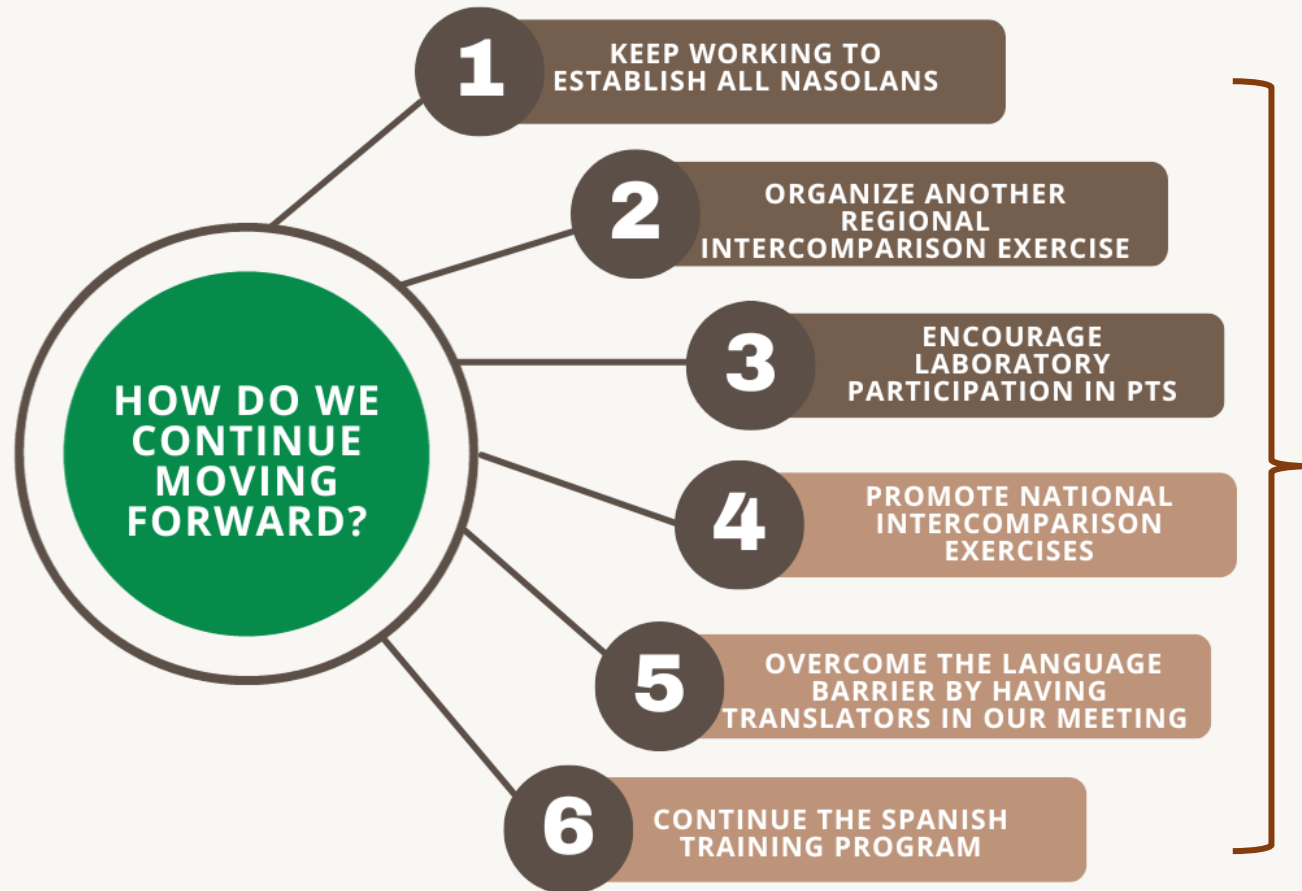 HOW DO WE
CONTINUE
MOVING
FORWARD?
1
KEEP WORKING TO
ESTABLISH ALL NASOLANS
2
ORGANIZE ANOTHER
REGIONAL
INTERCOMPARISON EXERCISE
3
ENCOURAGE
LABORATORY
PARTICIPATION IN PTS
4
PROMOTE NATIONAL
INTERCOMPARISON
EXERCISES
5
OVERCOME THE LANGUAGE
BARRIER BY HAVING
TRANSLATORS IN OUR MEETING
6
CONTINUE THE SPANISH
TRAINING PROGRAM